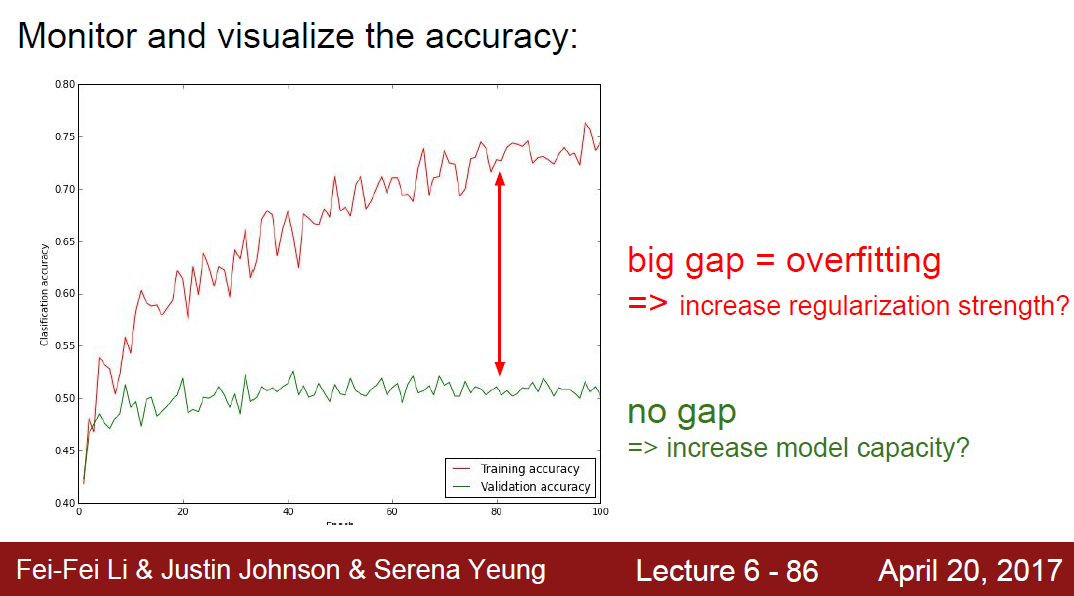 Monitor and visualize the accuracy:
0.80
0.75
0.70
0.65
0.60
0.55
0.50
0.45
0.40
Clasification accuracy
0
20
40
60
80
100
Training accuracy
Validation accuracy
big gap = overfitting
=> increase regularization strength?
no gap
=> increase model capacity?
Fei-Fei Li & Justin Johnson & Serena Yeung
Lecture 6 - 86
April 20, 2017